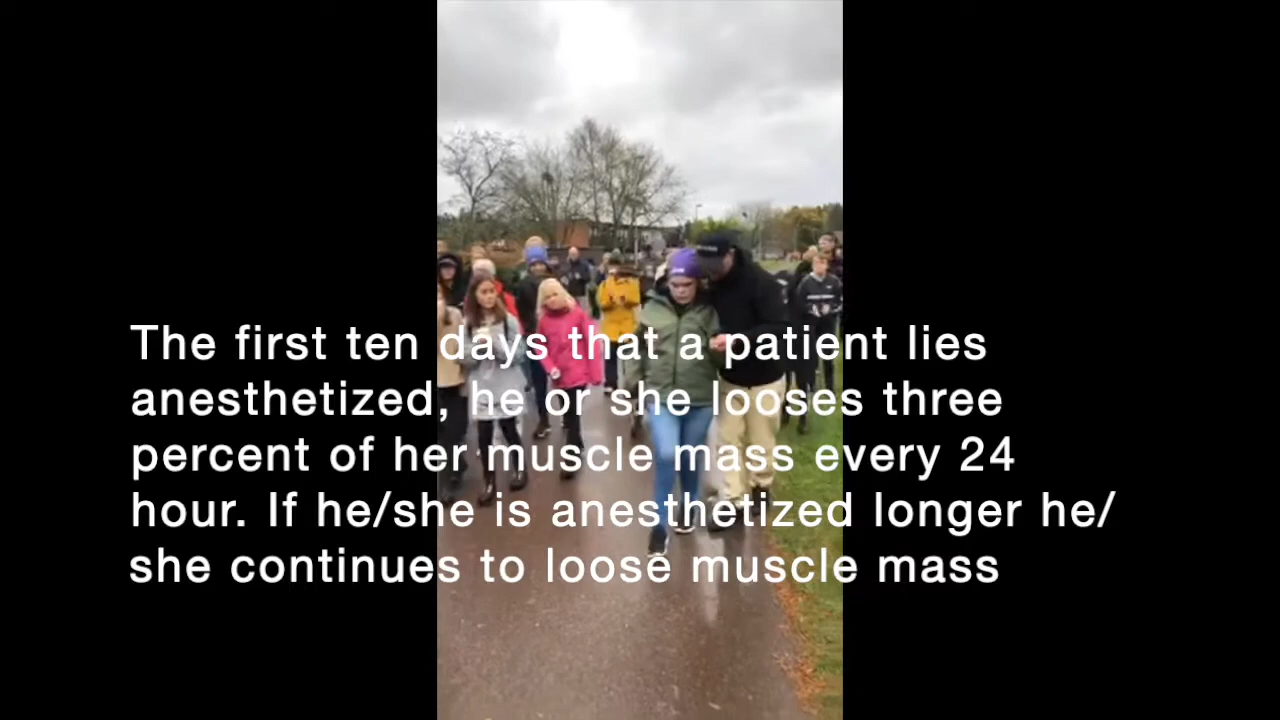 The first ten days that a patient lies
anesthetized, he or she looses three
percent of her muscle mass every 24
hour. If he/she is anesthetized longer he/
she continues to loose muscle mass